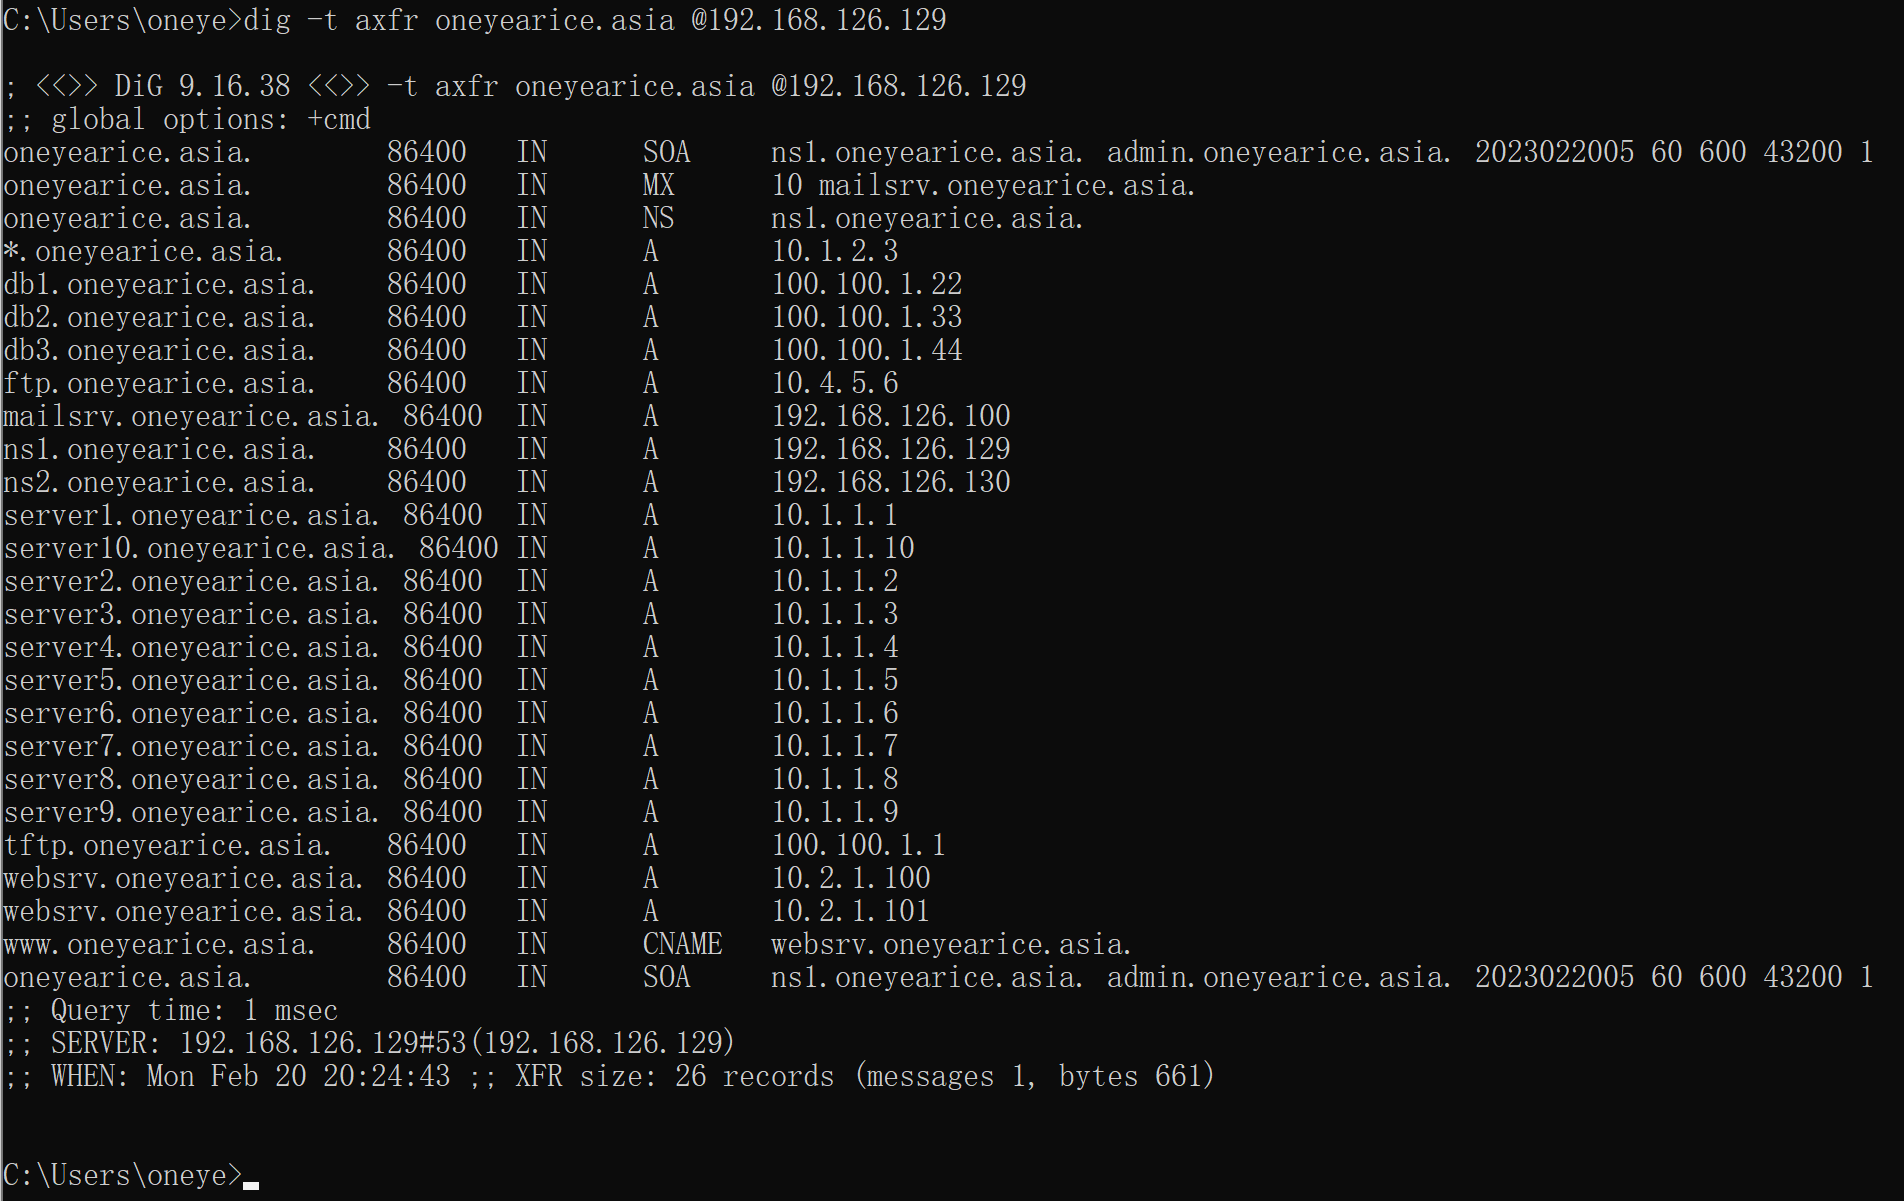 C:\Users\oneye>dig -t axfr oneyearice.asia @192.168.126.129
; <<>> DiG 9.16.38 <<>> -t axfr oneyearice.asia @192.168.126.129
;; global options: +cmd
oneyearice.asia. 86400 IN SOA ns1.oneyearice.asia. admin.oneyearice.asia. 2023022005 60 600 43200 1
oneyearice.asia. 86400 IN MX 10 mailsrv.oneyearice.asia.
oneyearice.asia. 86400 IN NS ns1.oneyearice.asia.
*.oneyearice.asia. 86400 IN A 10.1.2.3
db1.oneyearice.asia. 86400 IN A 100.100.1.22
db2.oneyearice.asia. 86400 IN A 100.100.1.33
db3.oneyearice.asia. 86400 IN A 100.100.1.44
ftp.oneyearice.asia. 86400 IN A 10.4.5.6
mailsrv.oneyearice.asia. 86400 IN A 192.168.126.100
ns1.oneyearice.asia. 86400 IN A 192.168.126.129
ns2.oneyearice.asia. 86400 IN A 192.168.126.130
server1.oneyearice.asia. 86400 IN A 10.1.1.1
server10.oneyearice.asia. 86400 IN A 10.1.1.10
server2.oneyearice.asia. 86400 IN A 10.1.1.2
server3.oneyearice.asia. 86400 IN A 10.1.1.3
server4.oneyearice.asia. 86400 IN A 10.1.1.4
server5.oneyearice.asia. 86400 IN A 10.1.1.5
server6.oneyearice.asia. 86400 IN A 10.1.1.6
server7.oneyearice.asia. 86400 IN A 10.1.1.7
server8.oneyearice.asia. 86400 IN A 10.1.1.8
server9.oneyearice.asia. 86400 IN A 10.1.1.9
tftp.oneyearice.asia. 86400 IN A 100.100.1.1
websrv.oneyearice.asia. 86400 IN A 10.2.1.100
websrv.oneyearice.asia. 86400 IN A 10.2.1.101
www.oneyearice.asia. 86400 IN CNAME websrv.oneyearice.asia.
oneyearice.asia. 86400 IN SOA ns1.oneyearice.asia. admin.oneyearice.asia. 2023022005 60 600 43200 1
;; Query time: 1 msec
;; SERVER: 192.168.126.129#53(192.168.126.129)
;; WHEN: Mon Feb 20 20:24:43 ;; XFR size: 26 records (messages 1, bytes 661)
C:\Users\oneye>